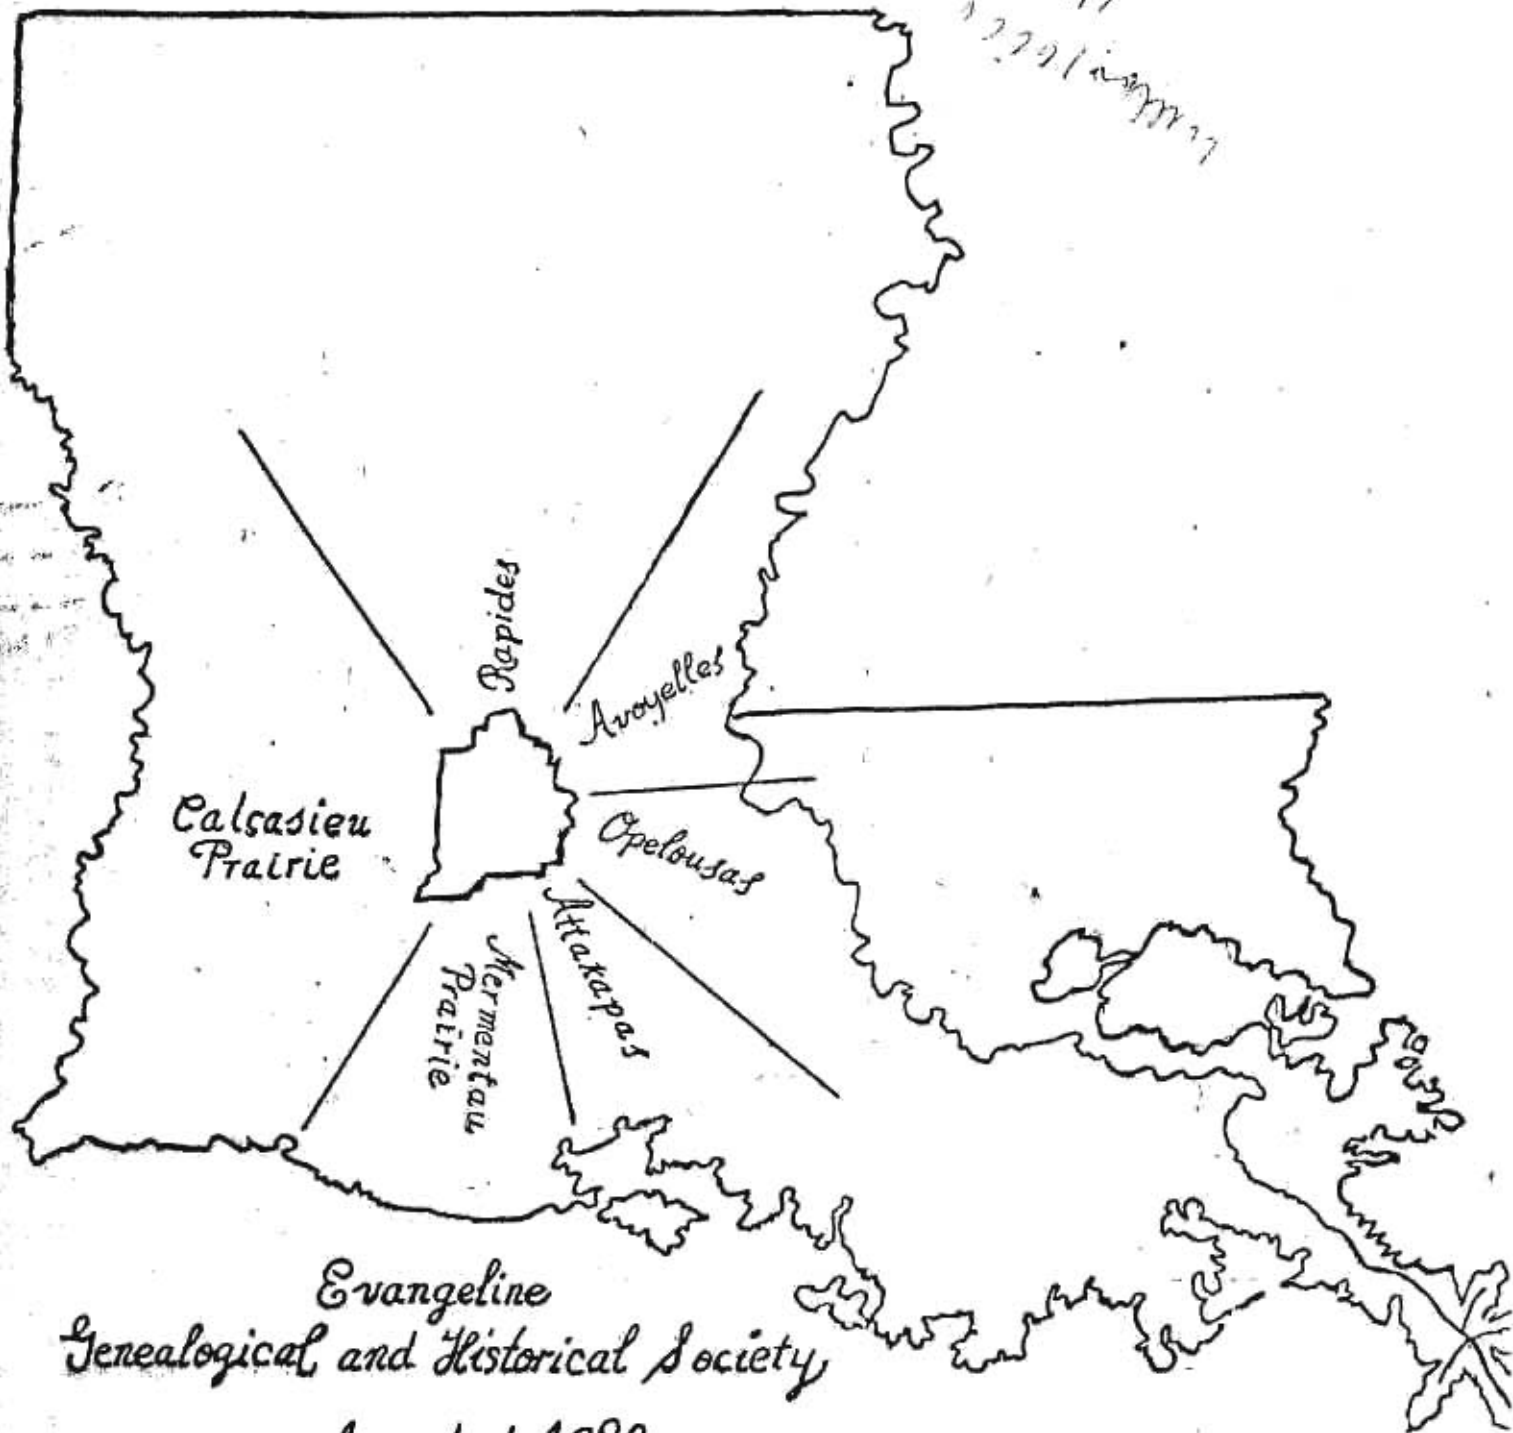 Rapides
Avoyelles
Calcasieu
Prairie
Opelousas
Attakapas
Mermentau
Prairie
Evangeline
Genealogical and Historical Society